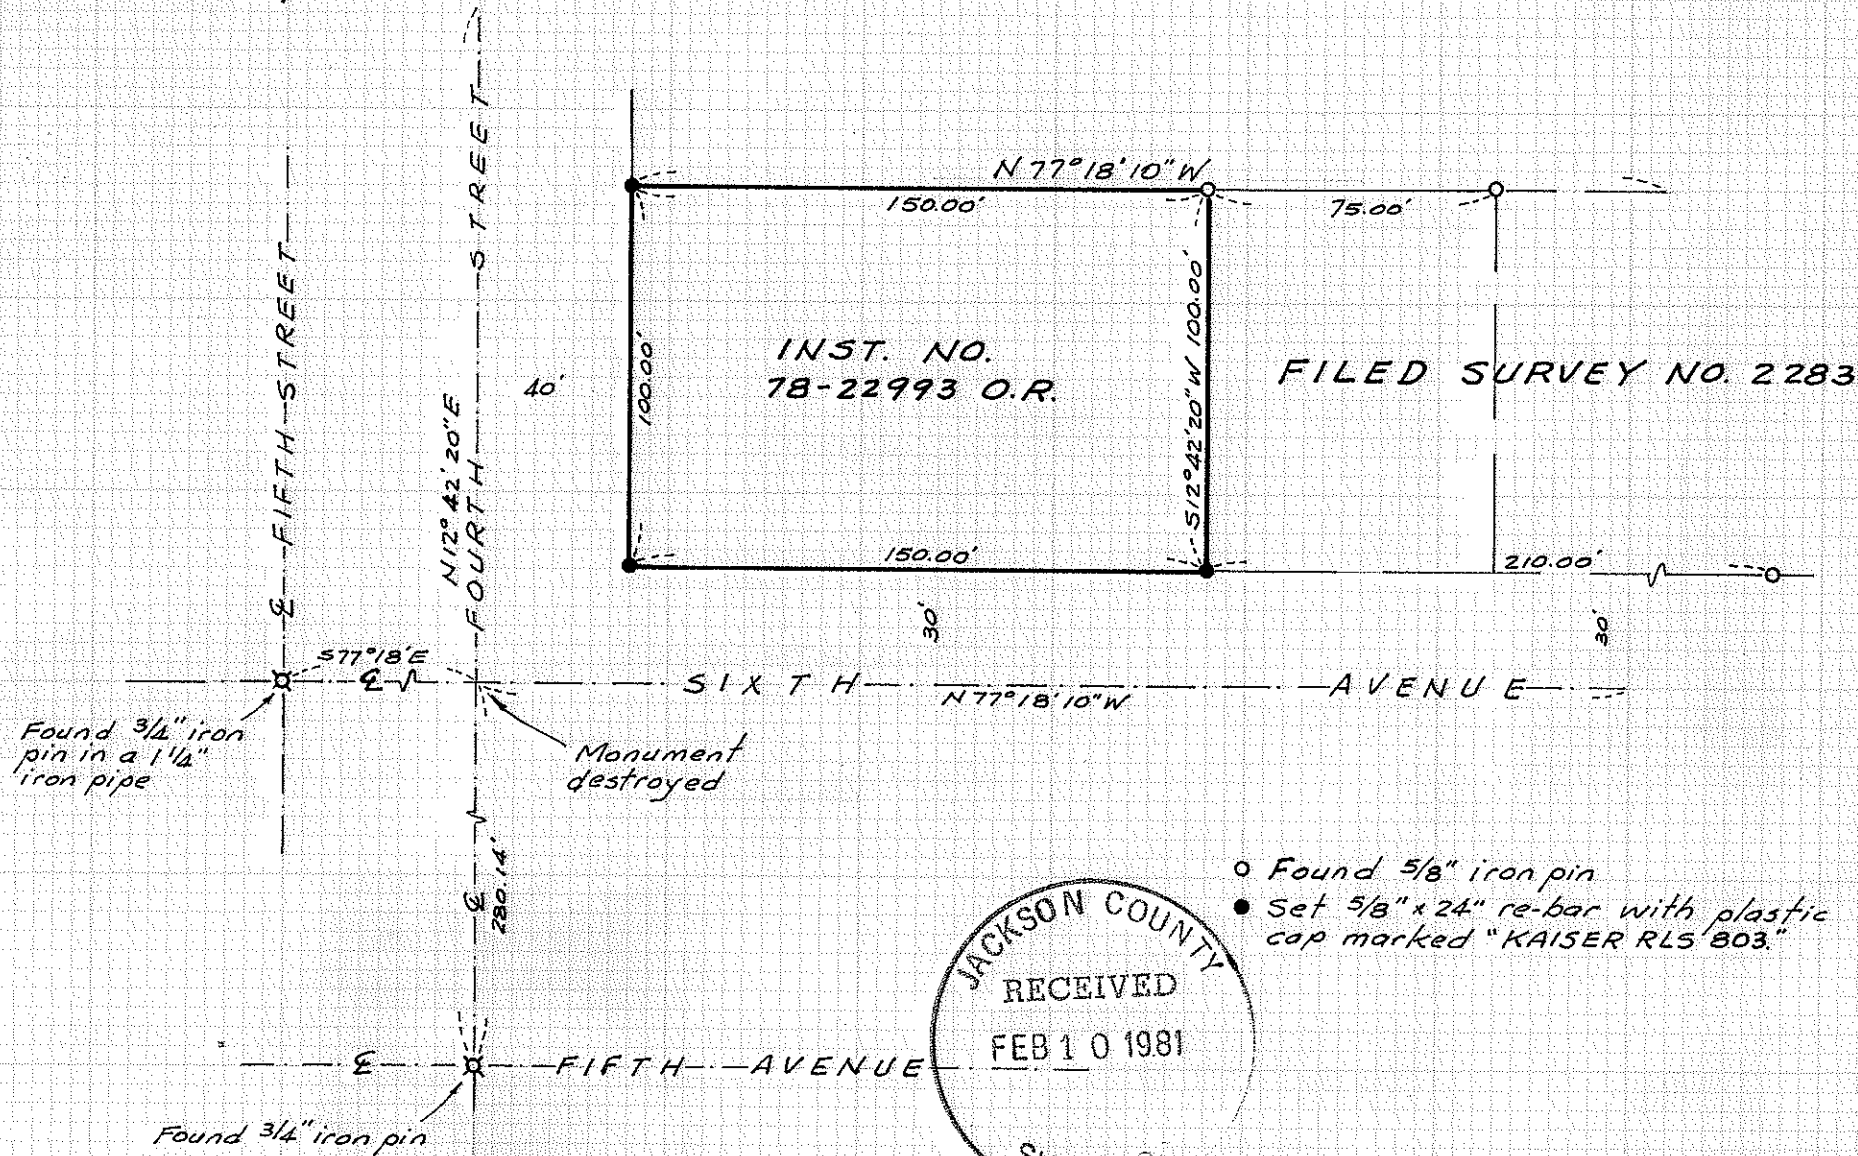 FIFTH STREET
℄
N12° 42' 20"E
FOURTH STREET
40'
N 77° 18' 10" W
150.00'
75.00'
100.00'
INST. NO.
78-22993 O.R.
S12° 42' 20" W 100.00'
FILED SURVEY NO. 2283
150.00'
210.00'
30'
30'
S77°18'E
℄
SIXTH AVENUE
N 77° 18' 10" W
Found 3/4" iron
pin in a 1 1/4"
iron pipe
Monument
destroyed
℄
280.14'
Found 5/8" iron pin
Set 5/8" x 24" re-bar with plastic
cap marked "KAISER RLS 803."
JACKSON COUNTY
RECEIVED
FEB 10 1981
℄ FIFTH AVENUE
Found 3/4" iron pin